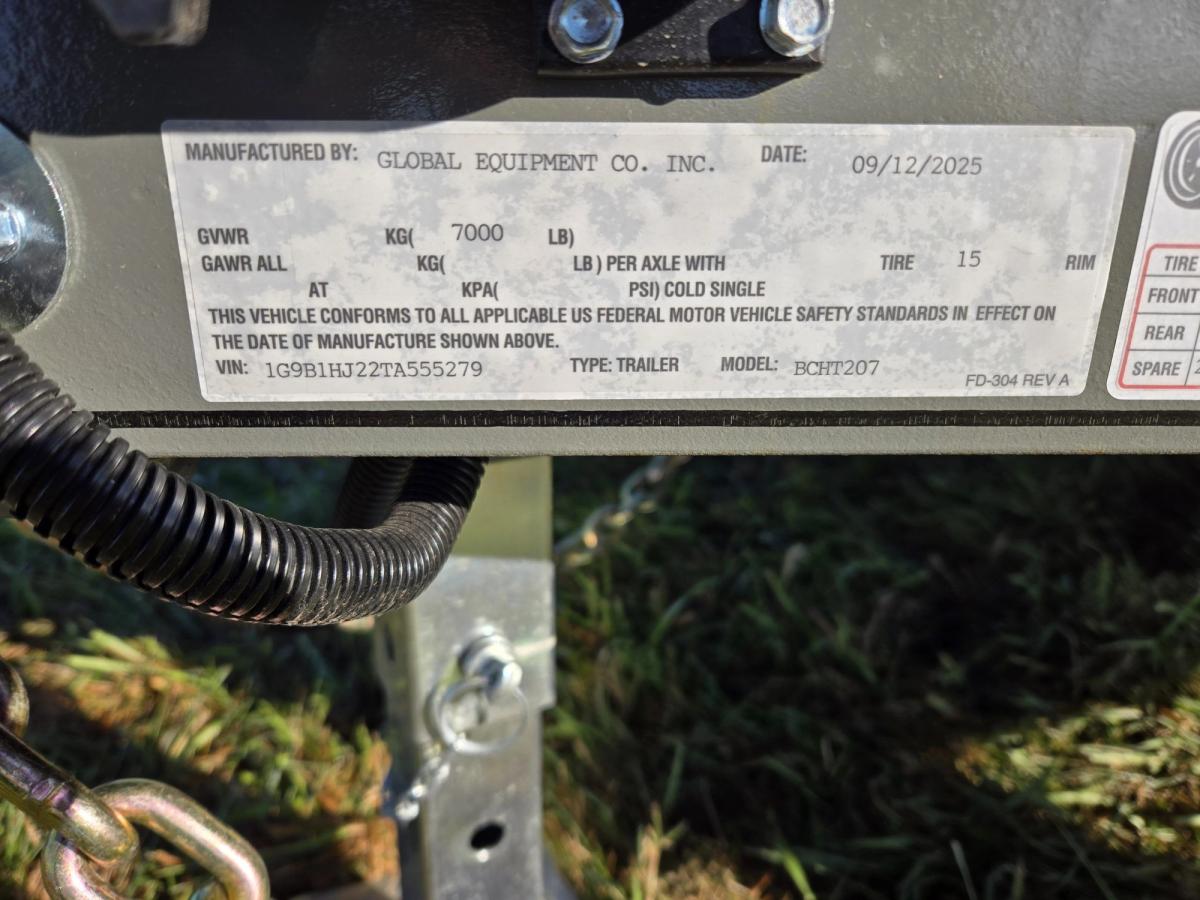 MANUFACTURED BY: GLOBAL EQUIPMENT CO. INC. DATE: 09/12/2025
GVWR KG( 7000 LB)
GAWR ALL KG( LB ) PER AXLE WITH TIRE 15 RIM
AT KPA( PSI) COLD SINGLE
THIS VEHICLE CONFORMS TO ALL APPLICABLE US FEDERAL MOTOR VEHICLE SAFETY STANDARDS IN EFFECT ON
THE DATE OF MANUFACTURE SHOWN ABOVE.
VIN: 1G9B1HJ22TA555279 TYPE: TRAILER MODEL: BCHT207
FD-304 REV A
TIRE
FRONT
REAR
SPARE 2